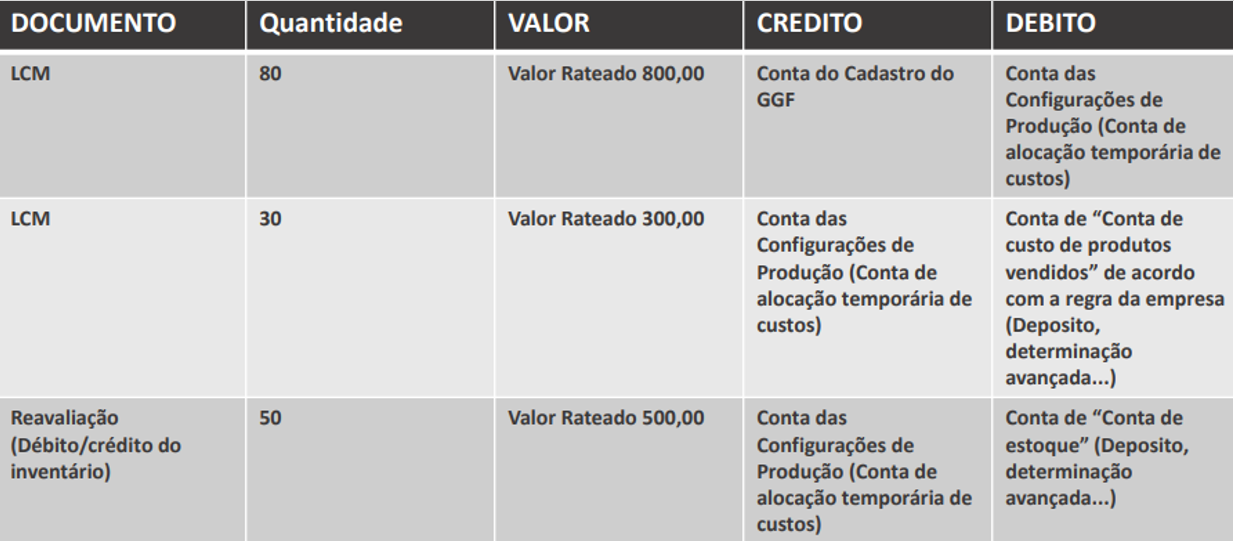 DOCUMENTO Quantidade VALOR CREDITO DEBITO
LCM
80
Valor Rateado 800,00
Conta do Cadastro do
GGF
Conta das
Configurações de
Produção (Conta de
alocação temporária de
custos)
LCM
30
Valor Rateado 300,00
Conta das
Configurações de
Produção (Conta de
alocação temporária de
custos)
Conta de “Conta de
custo de produtos
vendidos” de acordo
com a regra da empresa
(Deposito,
determinação
avançada...)
Reavaliação
(Débito/crédito do
inventário)
50
Valor Rateado 500,00
Conta das
Configurações de
Produção (Conta de
alocação temporária de
custos)
Conta de “Conta de
estoque” (Deposito,
determinação
avançada...)